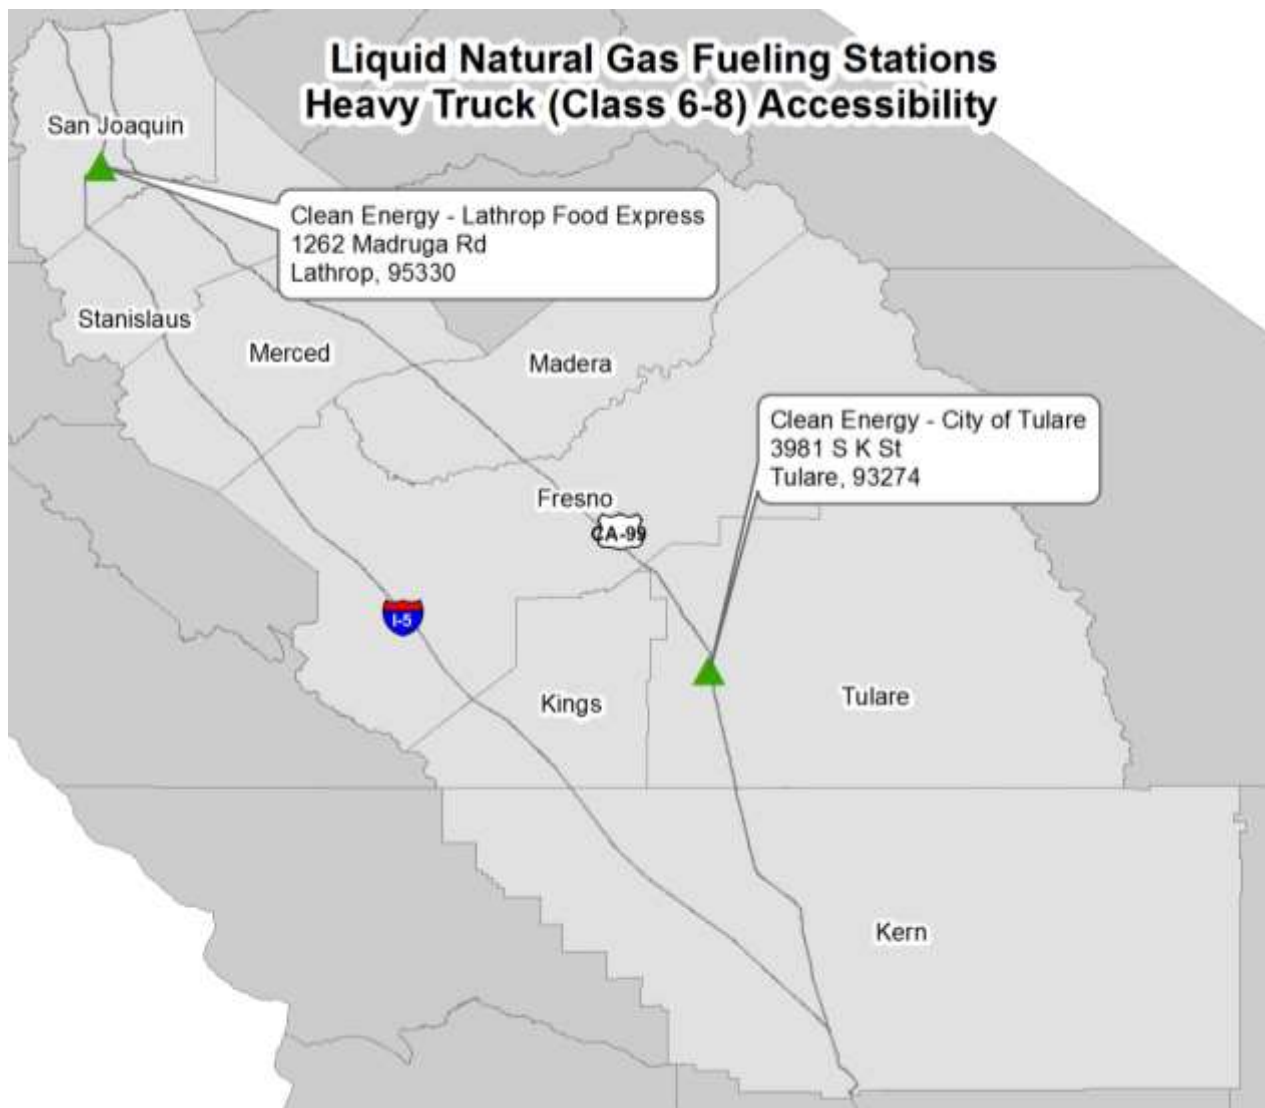 Liquid Natural Gas Fueling Stations
Heavy Truck (Class 6-8) Accessibility
San Joaquin
Clean Energy - Lathrop Food Express
1262 Madruga Rd
Lathrop, 95330
Stanislaus
Merced
Madera
Clean Energy - City of Tulare
3981 S K St
Tulare, 93274
Fresno
CA-99
I-5
Kings
Tulare
Kern